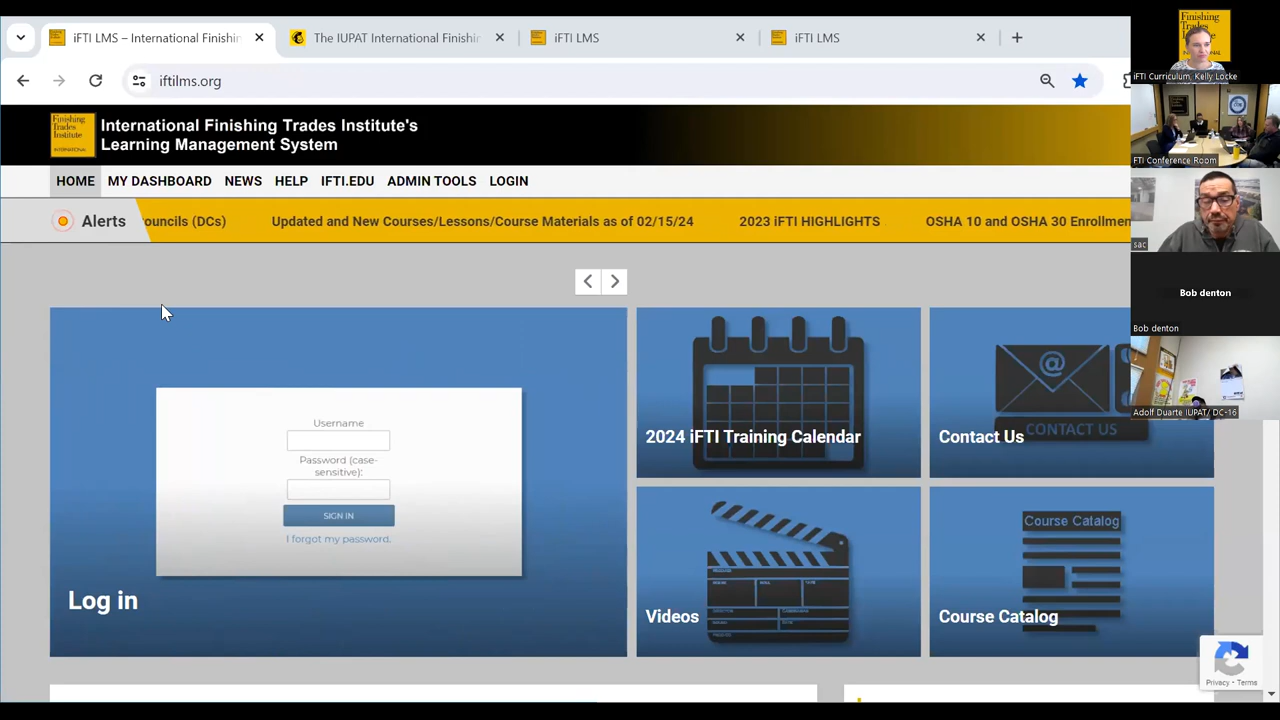 iFTI LMS – International Finishin
The IUPAT International Finishi
iFTI LMS
iFTI LMS
iftilms.org
Finishing
Trades
Institute
INTERNATIONAL
International Finishing Trades Institute's
Learning Management System
HOME
MY DASHBOARD
NEWS
HELP
IFTI.EDU
ADMIN TOOLS
LOGIN
Alerts
ouncils (DCs)
Updated and New Courses/Lessons/Course Materials as of 02/15/24
2023 iFTI HIGHLIGHTS
OSHA 10 and OSHA 30 Enrollmen
Username
Password (case-
sensitive):
SIGN IN
I forgot my password.
Log in
2024 iFTI Training Calendar
@
CONTACT US
Contact Us
Videos
Course Catalog
Course Catalog
Privacy - Terms
Finishing
Trades
Institute
iFTI Curriculum, Kelly Locke
FTI Conference Room
sac
Bob denton
Bob denton
Adolf Duarte IUPAT/ DC-16